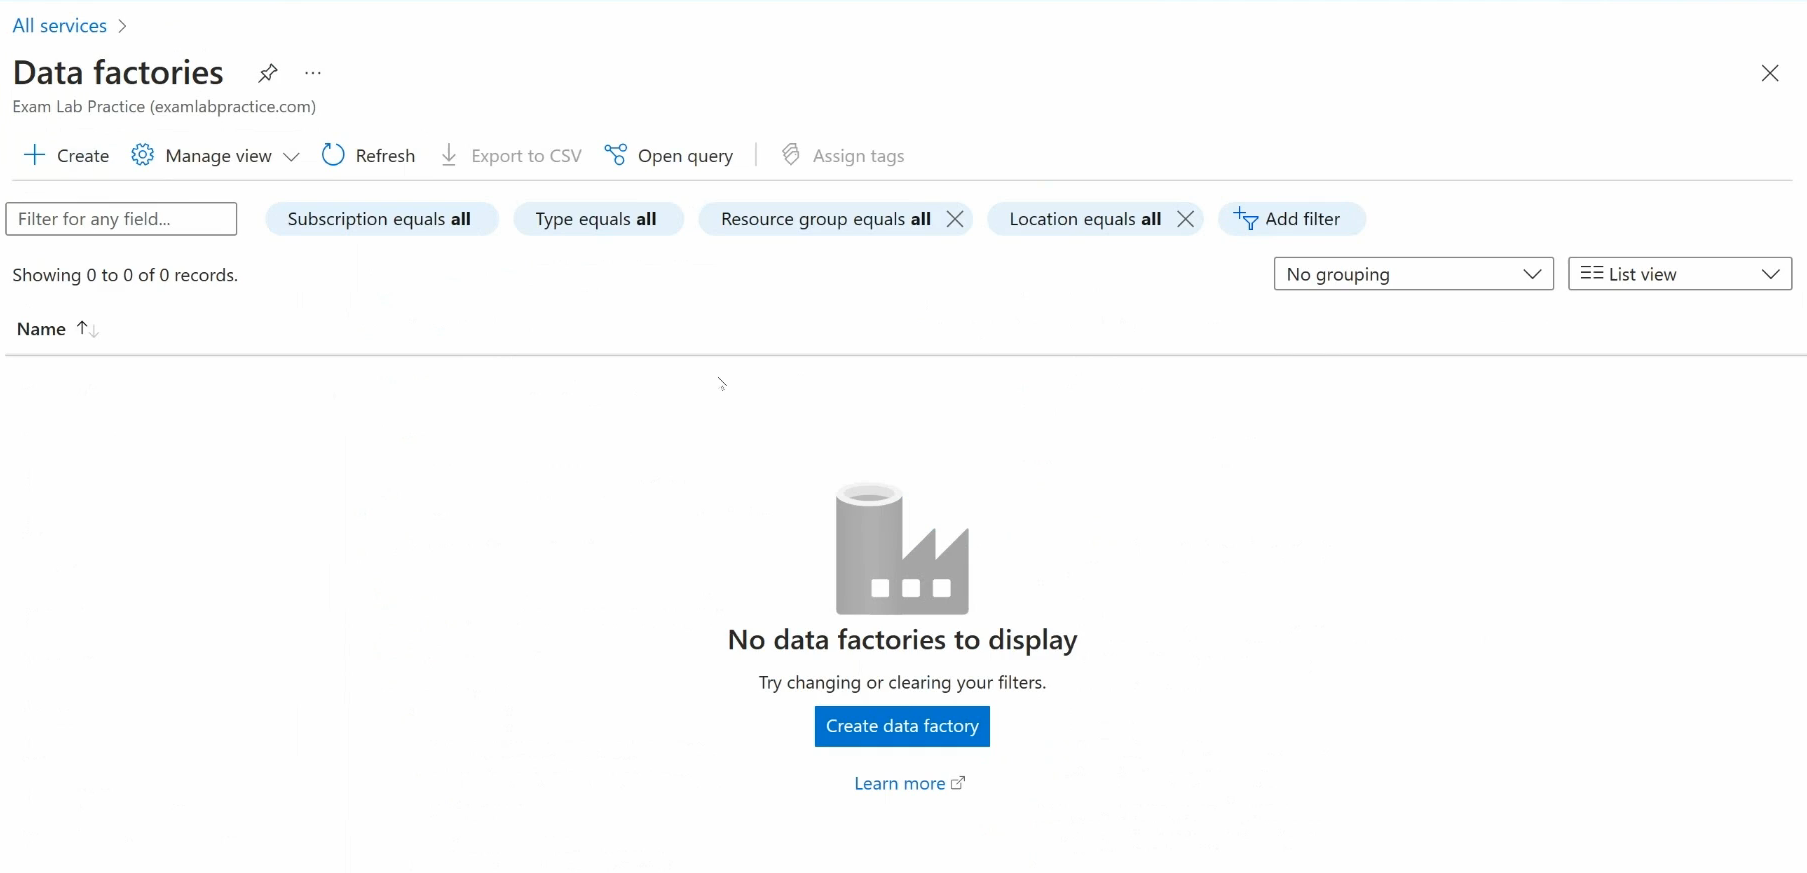 All services
Data factories
Exam Lab Practice (examlabpractice.com)
Create Manage view Refresh Export to CSV Open query Assign tags
Filter for any field... Subscription equals all Type equals all Resource group equals all Location equals all Add filter
Showing 0 to 0 of 0 records. No grouping List view
Name
No data factories to display
Try changing or clearing your filters.
Create data factory
Learn more